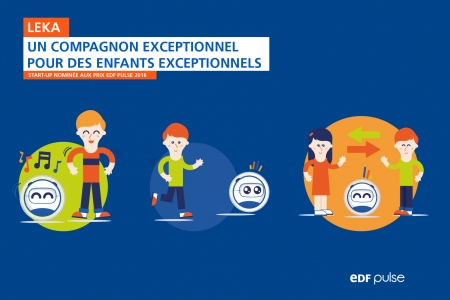 LEKA
UN COMPAGNON EXCEPTIONNEL
POUR DES ENFANTS EXCEPTIONNELS
START-UP NOMINÉE AUX PRIX EDF PULSE 2016
eDF pulse